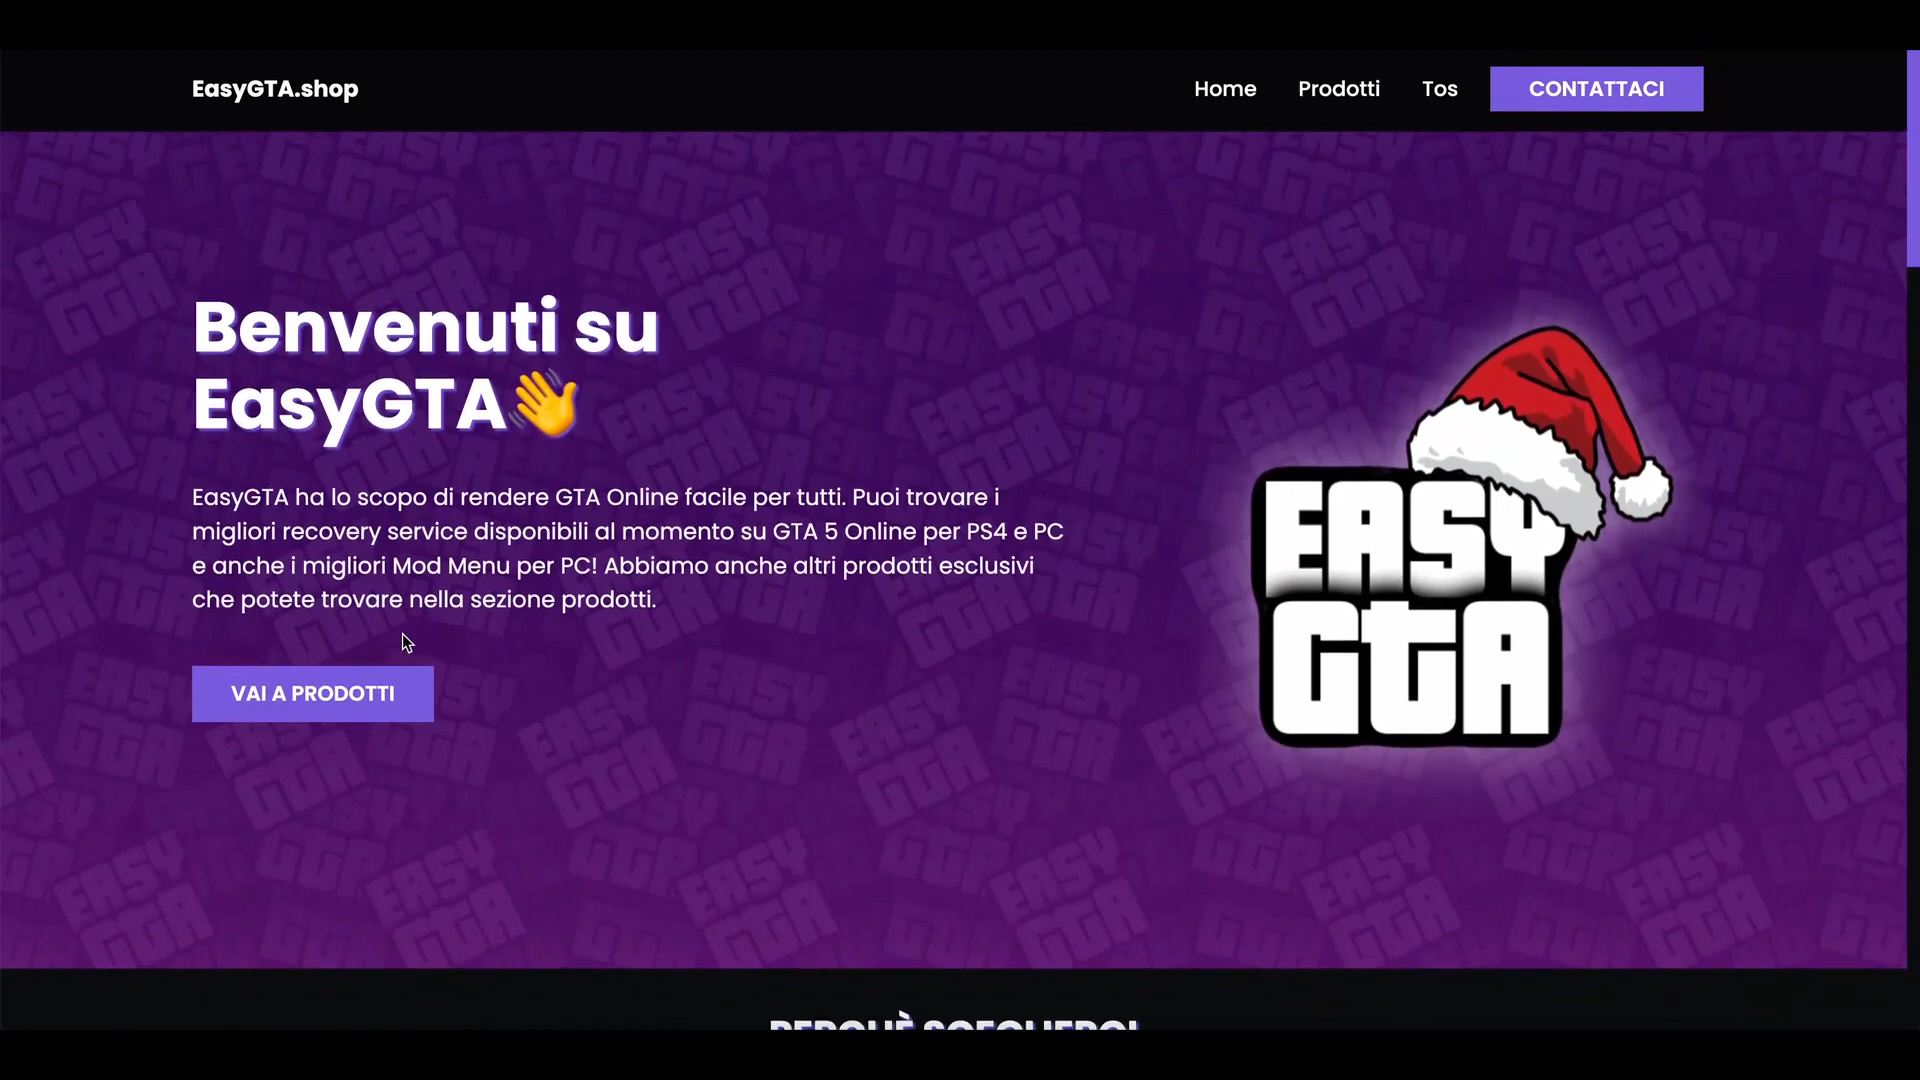 EasyGTA.shop
Home Prodotti Tos CONTATTACI
Benvenuti su
EasyGTA👋
EasyGTA ha lo scopo di rendere GTA Online facile per tutti. Puoi trovare i
migliori recovery service disponibili al momento su GTA 5 Online per PS4 e PC
e anche i migliori Mod Menu per PC! Abbiamo anche altri prodotti esclusivi
che potete trovare nella sezione prodotti.
VAI A PRODOTTI
EASY
GTA
PERCHÈ SCEGLIERCI